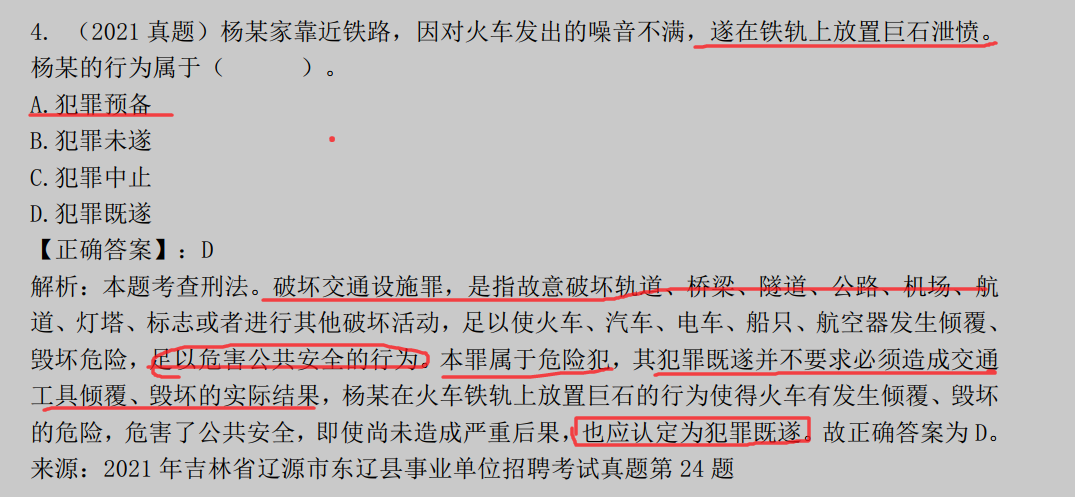 4. （2021 真题）杨某家靠近铁路，因对火车发出的噪音不满，遂在铁轨上放置巨石泄愤。
杨某的行为属于（ ）。
A.犯罪预备
B.犯罪未遂
C.犯罪中止
D.犯罪既遂
【正确答案】：D
解析：本题考查刑法。破坏交通设施罪，是指故意破坏轨道、桥梁、隧道、公路、机场、航
道、灯塔、标志或者进行其他破坏活动，足以使火车、汽车、电车、船只、航空器发生倾覆、
毁坏危险，足以危害公共安全的行为。本罪属于危险犯，其犯罪既遂并不要求必须造成交通
工具倾覆、毁坏的实际结果，杨某在火车铁轨上放置巨石的行为使得火车有发生倾覆、毁坏
的危险，危害了公共安全，即使尚未造成严重后果，也应认定为犯罪既遂。故正确答案为 D。
来源：2021 年吉林省辽源市东辽县事业单位招聘考试真题第 24 题